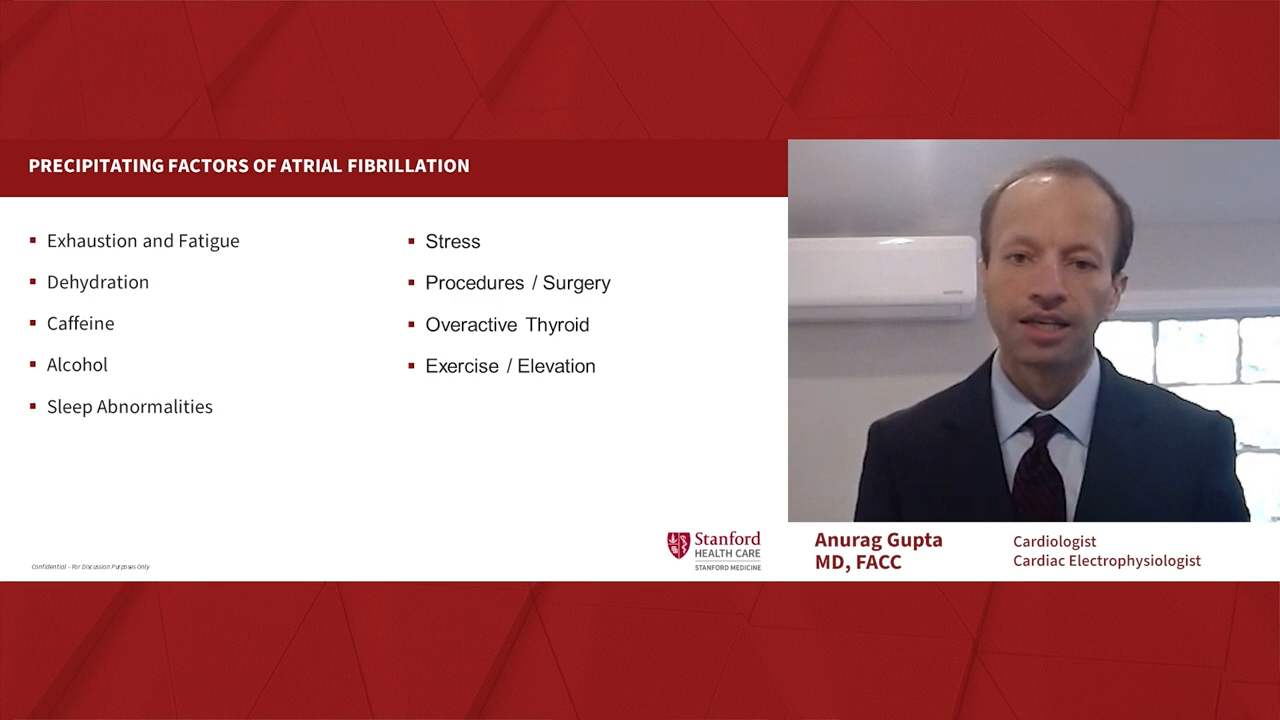 PRECIPITATING FACTORS OF ATRIAL FIBRILLATION
Exhaustion and Fatigue
Dehydration
Caffeine
Alcohol
Sleep Abnormalities
Stress
Procedures / Surgery
Overactive Thyroid
Exercise / Elevation
Confidential - For Discussion Purposes Only
Stanford
HEALTH CARE
STANFORD MEDICINE
Anurag Gupta
MD, FACC
Cardiologist
Cardiac Electrophysiologist